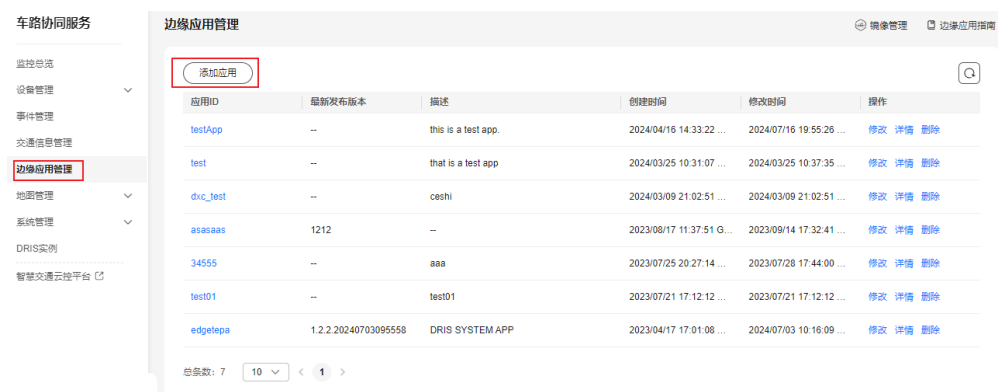 车路协同服务
监控总览
设备管理
事件管理
交通信息管理
边缘应用管理
地图管理
系统管理
DRIS实例
智慧交通云控平台
边缘应用管理 镜像管理 边缘应用指南
添加应用
应用ID 最新发布版本 描述 创建时间 修改时间 操作
testApp -- this is a test app. 2024/04/16 14:33:22 ... 2024/07/16 19:55:26 ... 修改 详情 删除
test -- that is a test app 2024/03/25 10:31:07 ... 2024/03/25 10:37:35 ... 修改 详情 删除
dxc_test -- ceshi 2024/03/09 21:02:51 ... 2024/03/09 21:02:51 ... 修改 详情 删除
asasaas 1212 -- 2023/08/17 11:37:51 G... 2023/09/14 17:32:41 ... 修改 详情 删除
34555 -- aaa 2023/07/25 20:27:14 ... 2023/07/28 17:44:00 ... 修改 详情 删除
test01 -- test01 2023/07/21 17:12:12 ... 2023/07/21 17:12:12 ... 修改 详情 删除
edgetepa 1.2.2.20240703095558 DRIS SYSTEM APP 2023/04/17 17:01:08 ... 2024/07/03 10:16:09 ... 修改 详情 删除
总条数: 7 10 < 1 >